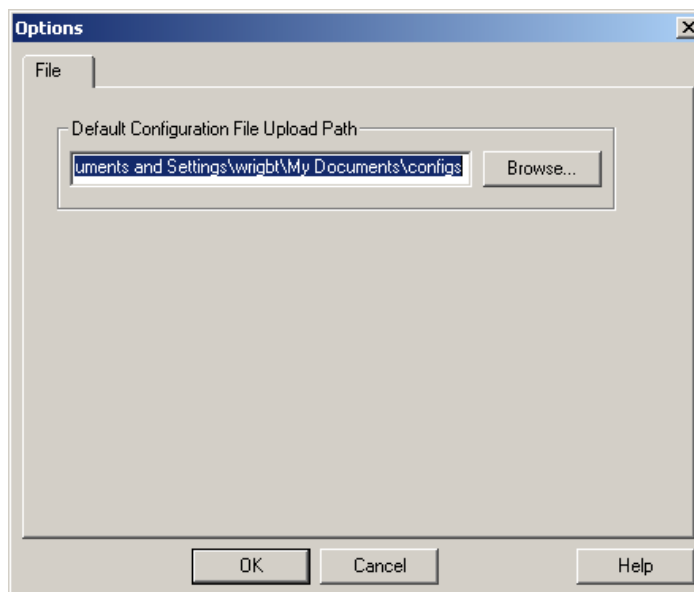 Options
File
Default Configuration File Upload Path
uments and Settings\wrigbt\My Documents\configs
Browse...
OK
Cancel
Help